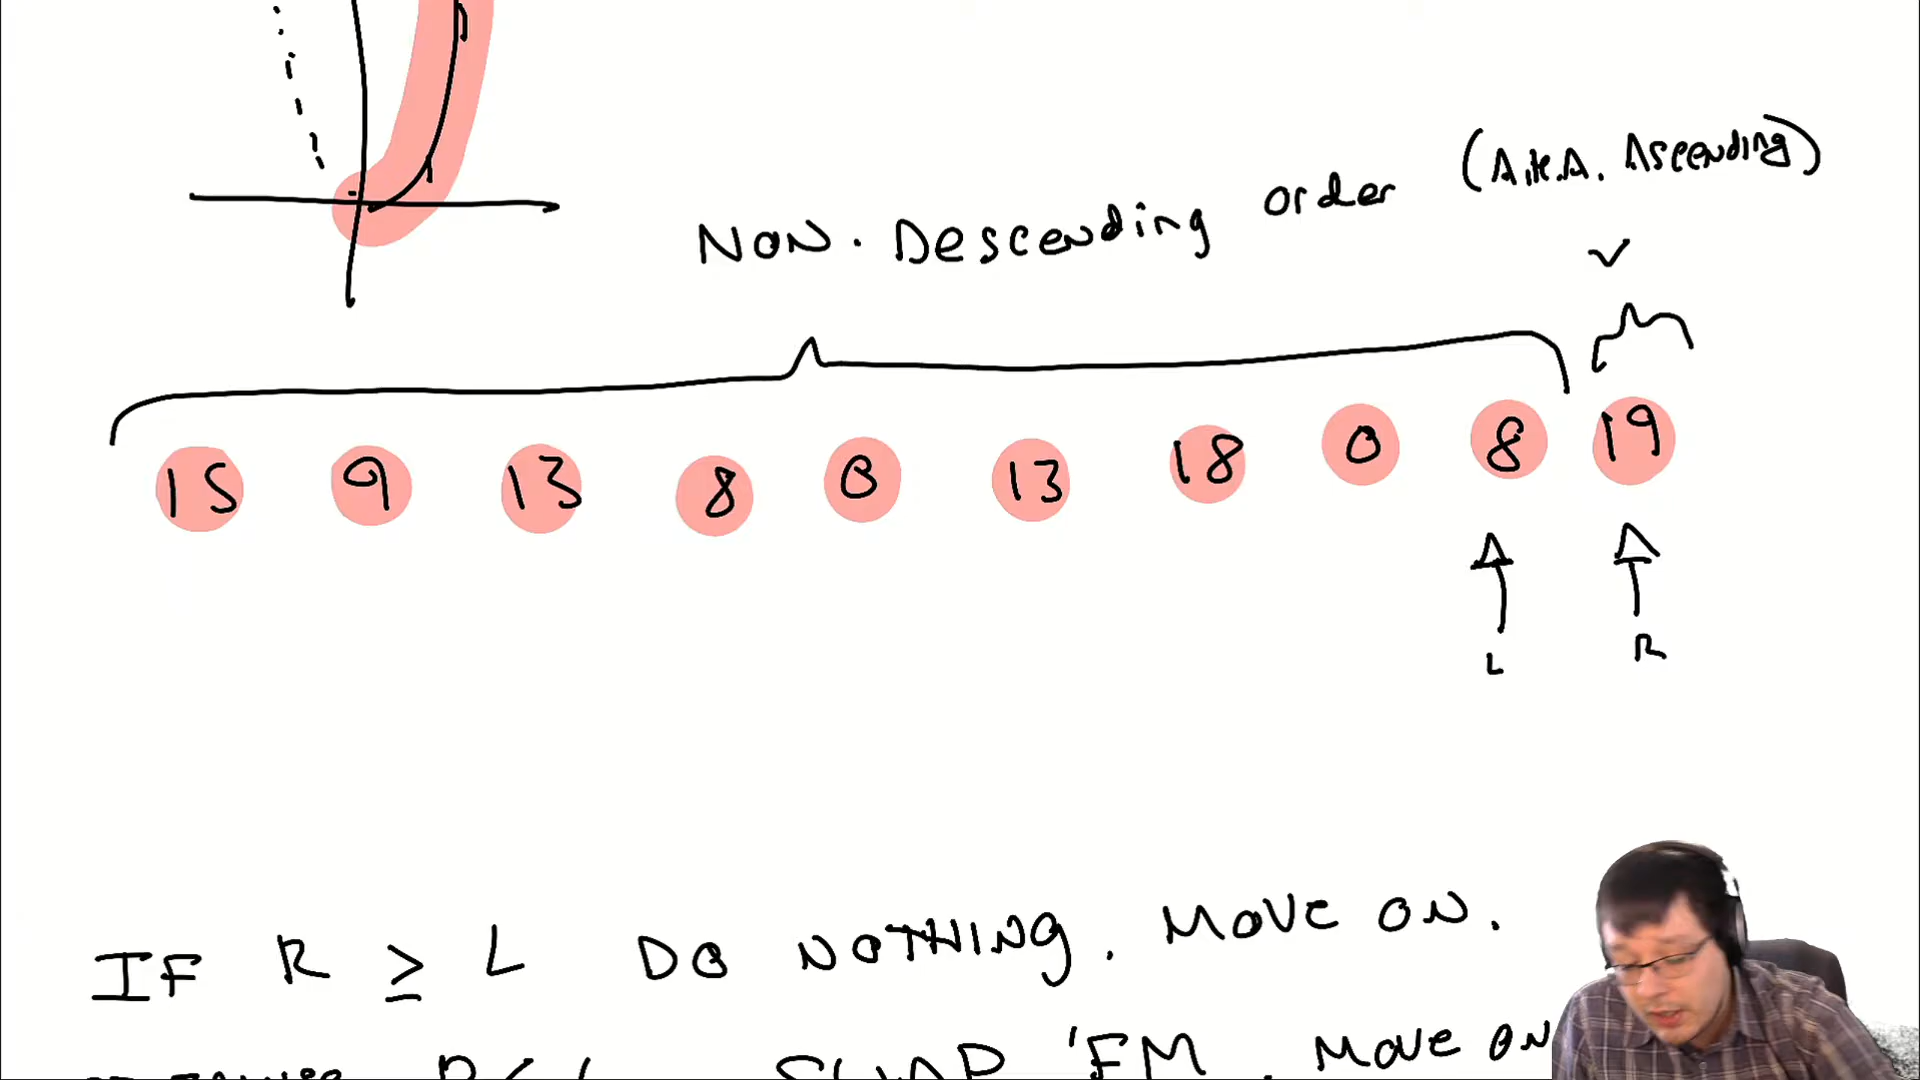 NON-Descending order (A.K.A. Ascending)
15 9 13 8 0 13 18 0 8 19
L R
IF R ≥ L DO NOTHING. MOVE ON.
R < L SWAP 'EM. MOVE ON